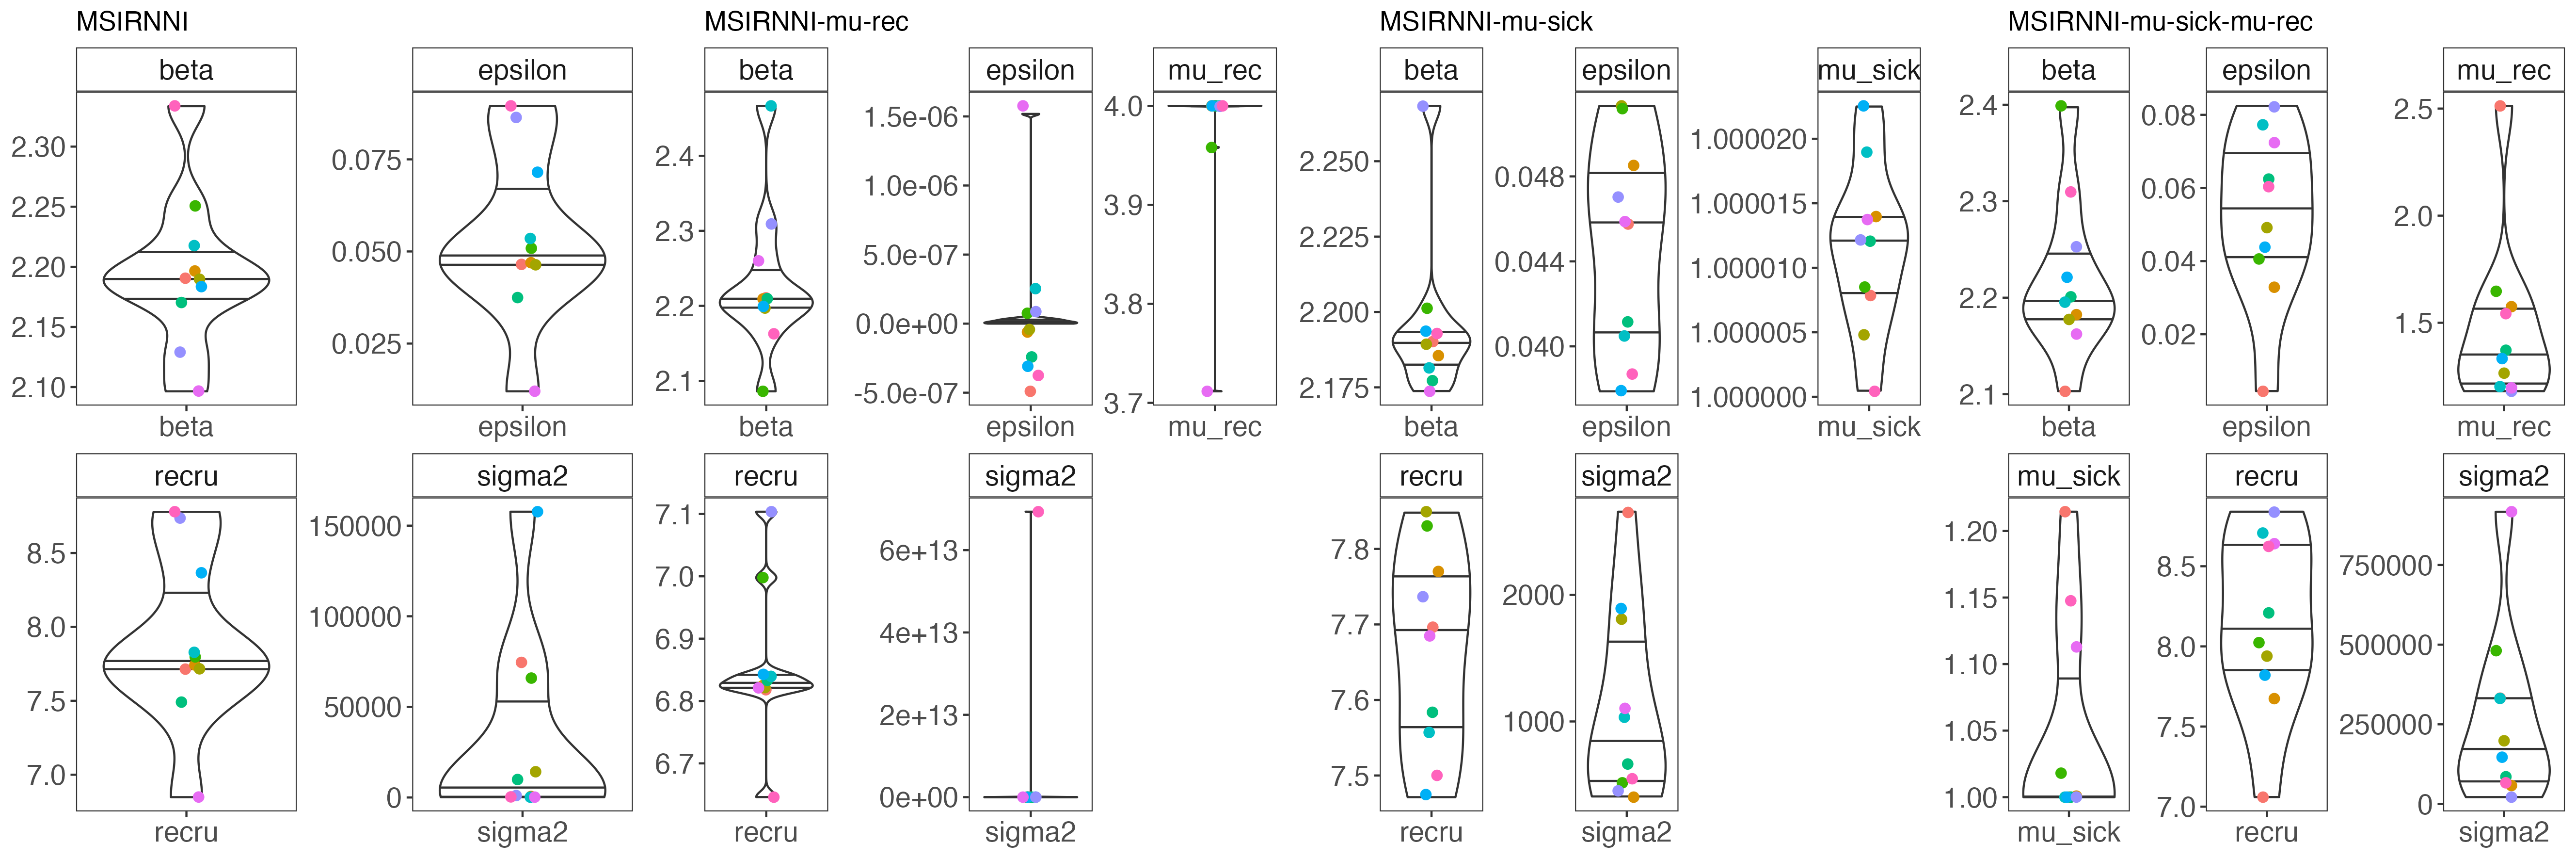 MSIRNNI
MSIRNNI-mu-rec
MSIRNNI-mu-sick
MSIRNNI-mu-sick-mu-rec
beta
2.30
2.25
2.20
2.15
2.10
beta
epsilon
0.075
0.050
0.025
epsilon
beta
2.4
2.3
2.2
2.1
beta
epsilon
1.5e-06
1.0e-06
5.0e-07
0.0e+00
-5.0e-07
epsilon
mu_rec
4.0
3.9
3.8
3.7
mu_rec
beta
2.250
2.225
2.200
2.175
beta
epsilon
0.048
0.044
0.040
epsilon
mu_sick
1.000020
1.000015
1.000010
1.000005
1.000000
mu_sick
beta
2.4
2.3
2.2
2.1
beta
epsilon
0.08
0.06
0.04
0.02
epsilon
mu_rec
2.5
2.0
1.5
mu_rec
recru
8.5
8.0
7.5
7.0
recru
sigma2
150000
100000
50000
0
sigma2
recru
7.1
7.0
6.9
6.8
6.7
recru
sigma2
6e+13
4e+13
2e+13
0e+00
sigma2
recru
7.8
7.7
7.6
7.5
recru
sigma2
2000
1000
sigma2
mu_sick
1.20
1.15
1.10
1.05
1.00
mu_sick
recru
8.5
8.0
7.5
7.0
recru
sigma2
750000
500000
250000
0
sigma2